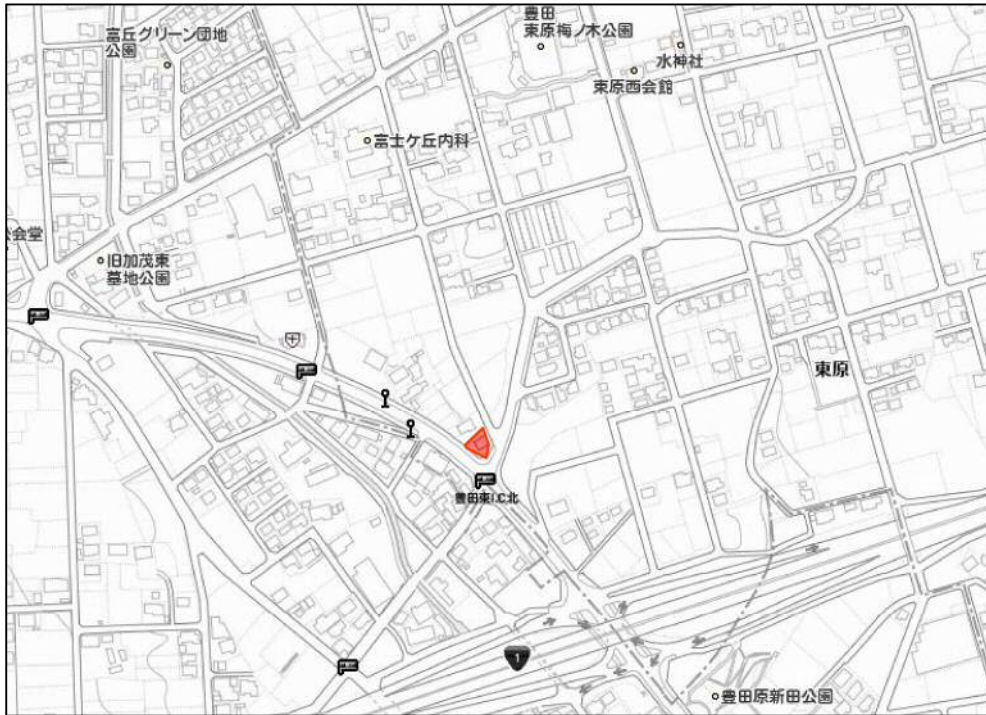 富丘グリーン団地
公園
豊田
東原梅ノ木公園
水神社
東原西会館
富士ケ丘内科
会堂
旧加茂東
墓地公園
東原
豊田東I.C北
1
豊田原新田公園